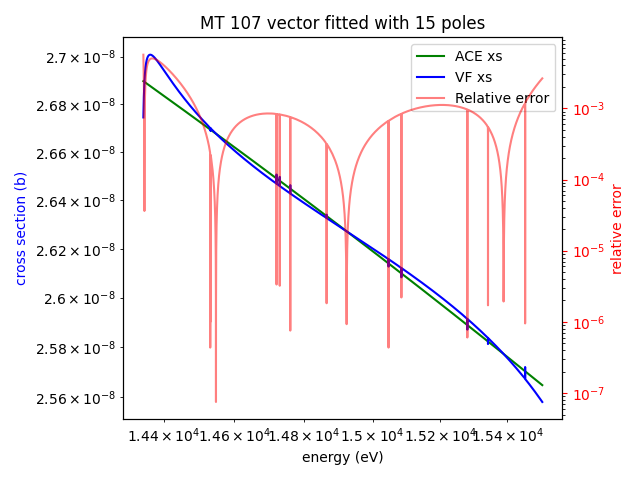 MT 107 vector fitted with 15 poles
ACE xs
VF xs
Relative error
2.7 × 10⁻⁸
2.68 × 10⁻⁸
2.66 × 10⁻⁸
2.64 × 10⁻⁸
2.62 × 10⁻⁸
2.6 × 10⁻⁸
2.58 × 10⁻⁸
2.56 × 10⁻⁸
cross section (b)
10⁻³
10⁻⁴
10⁻⁵
10⁻⁶
10⁻⁷
relative error
1.44 × 10⁴ 1.46 × 10⁴ 1.48 × 10⁴ 1.5 × 10⁴ 1.52 × 10⁴ 1.54 × 10⁴
energy (eV)